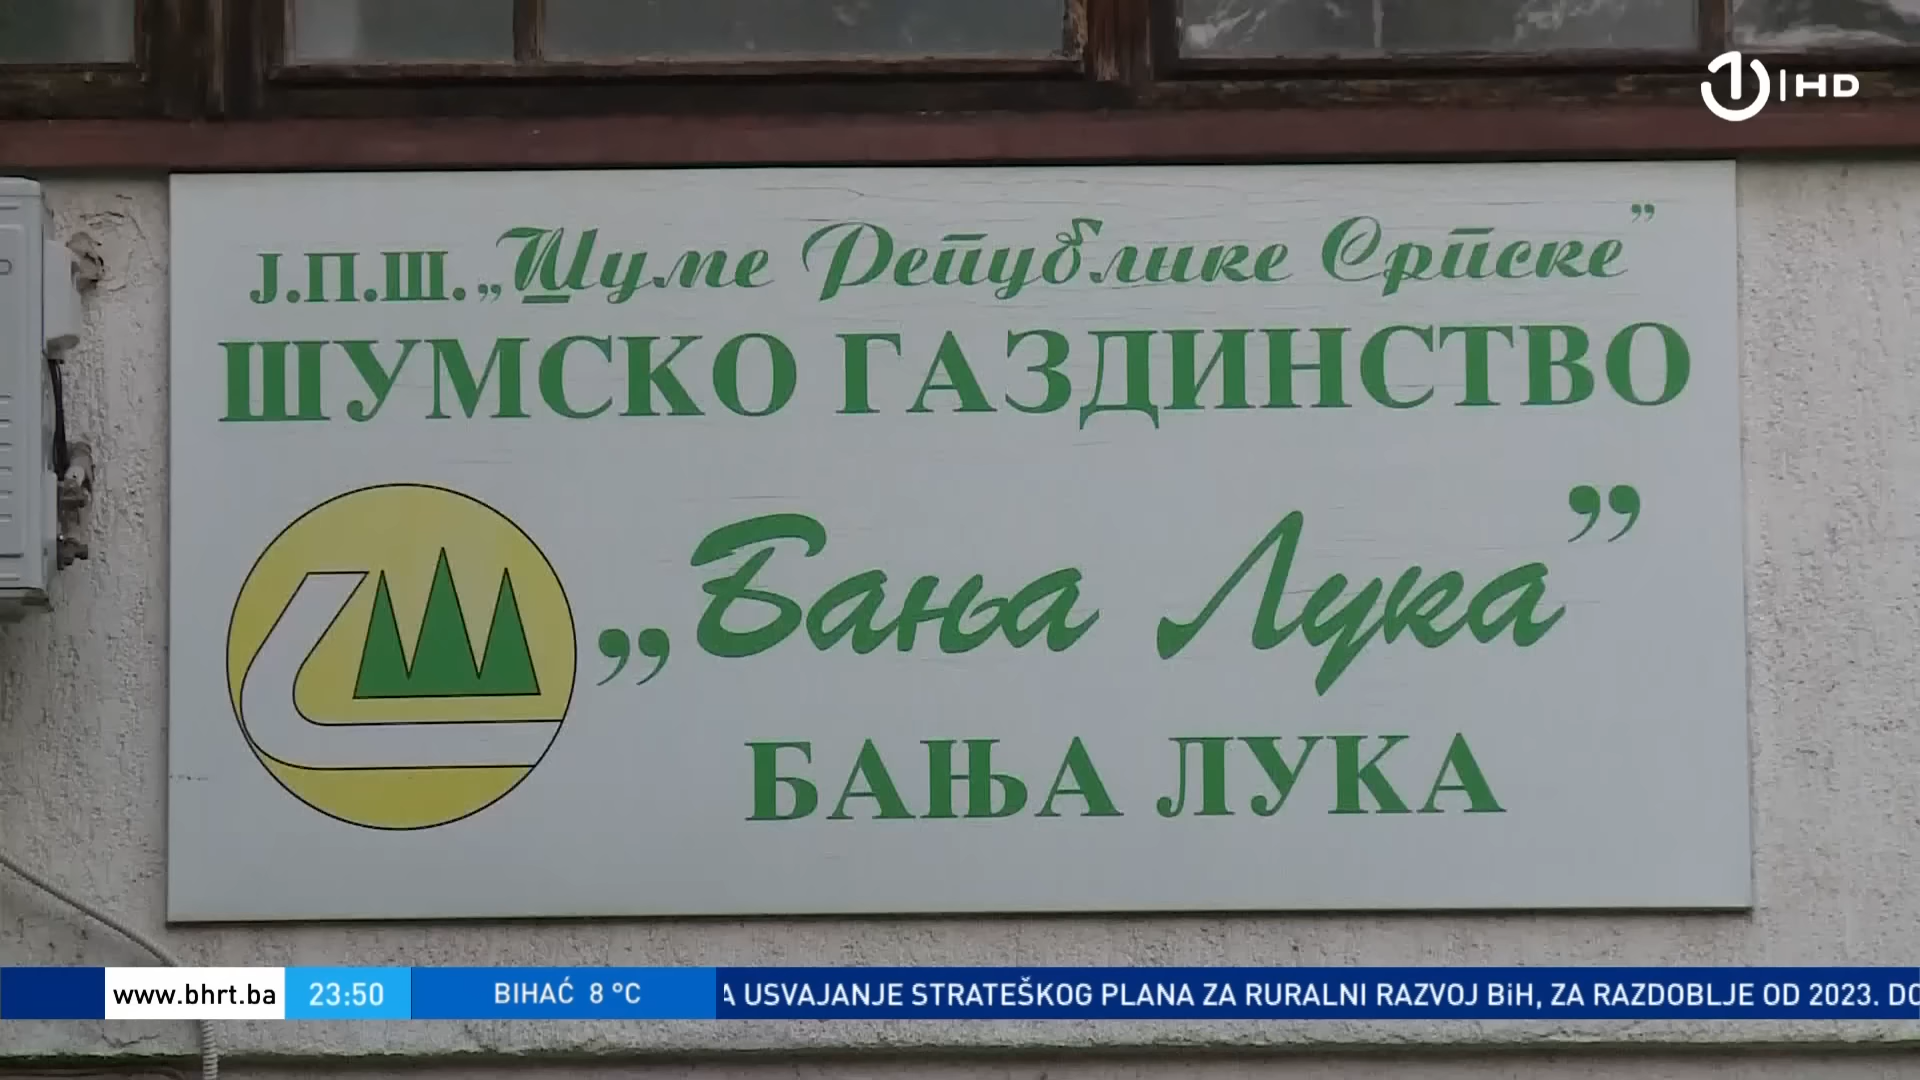 1 | HD
Ј.П.Ш. „Шуме Републике Српске”
ШУМСКО ГАЗДИНСТВО
„Бања Лука”
БАЊА ЛУКА
www.bhrt.ba 23:50 BIHAĆ 8 °C A USVAJANJE STRATEŠKOG PLANA ZA RURALNI RAZVOJ BiH, ZA RAZDOBLJE OD 2023. DO